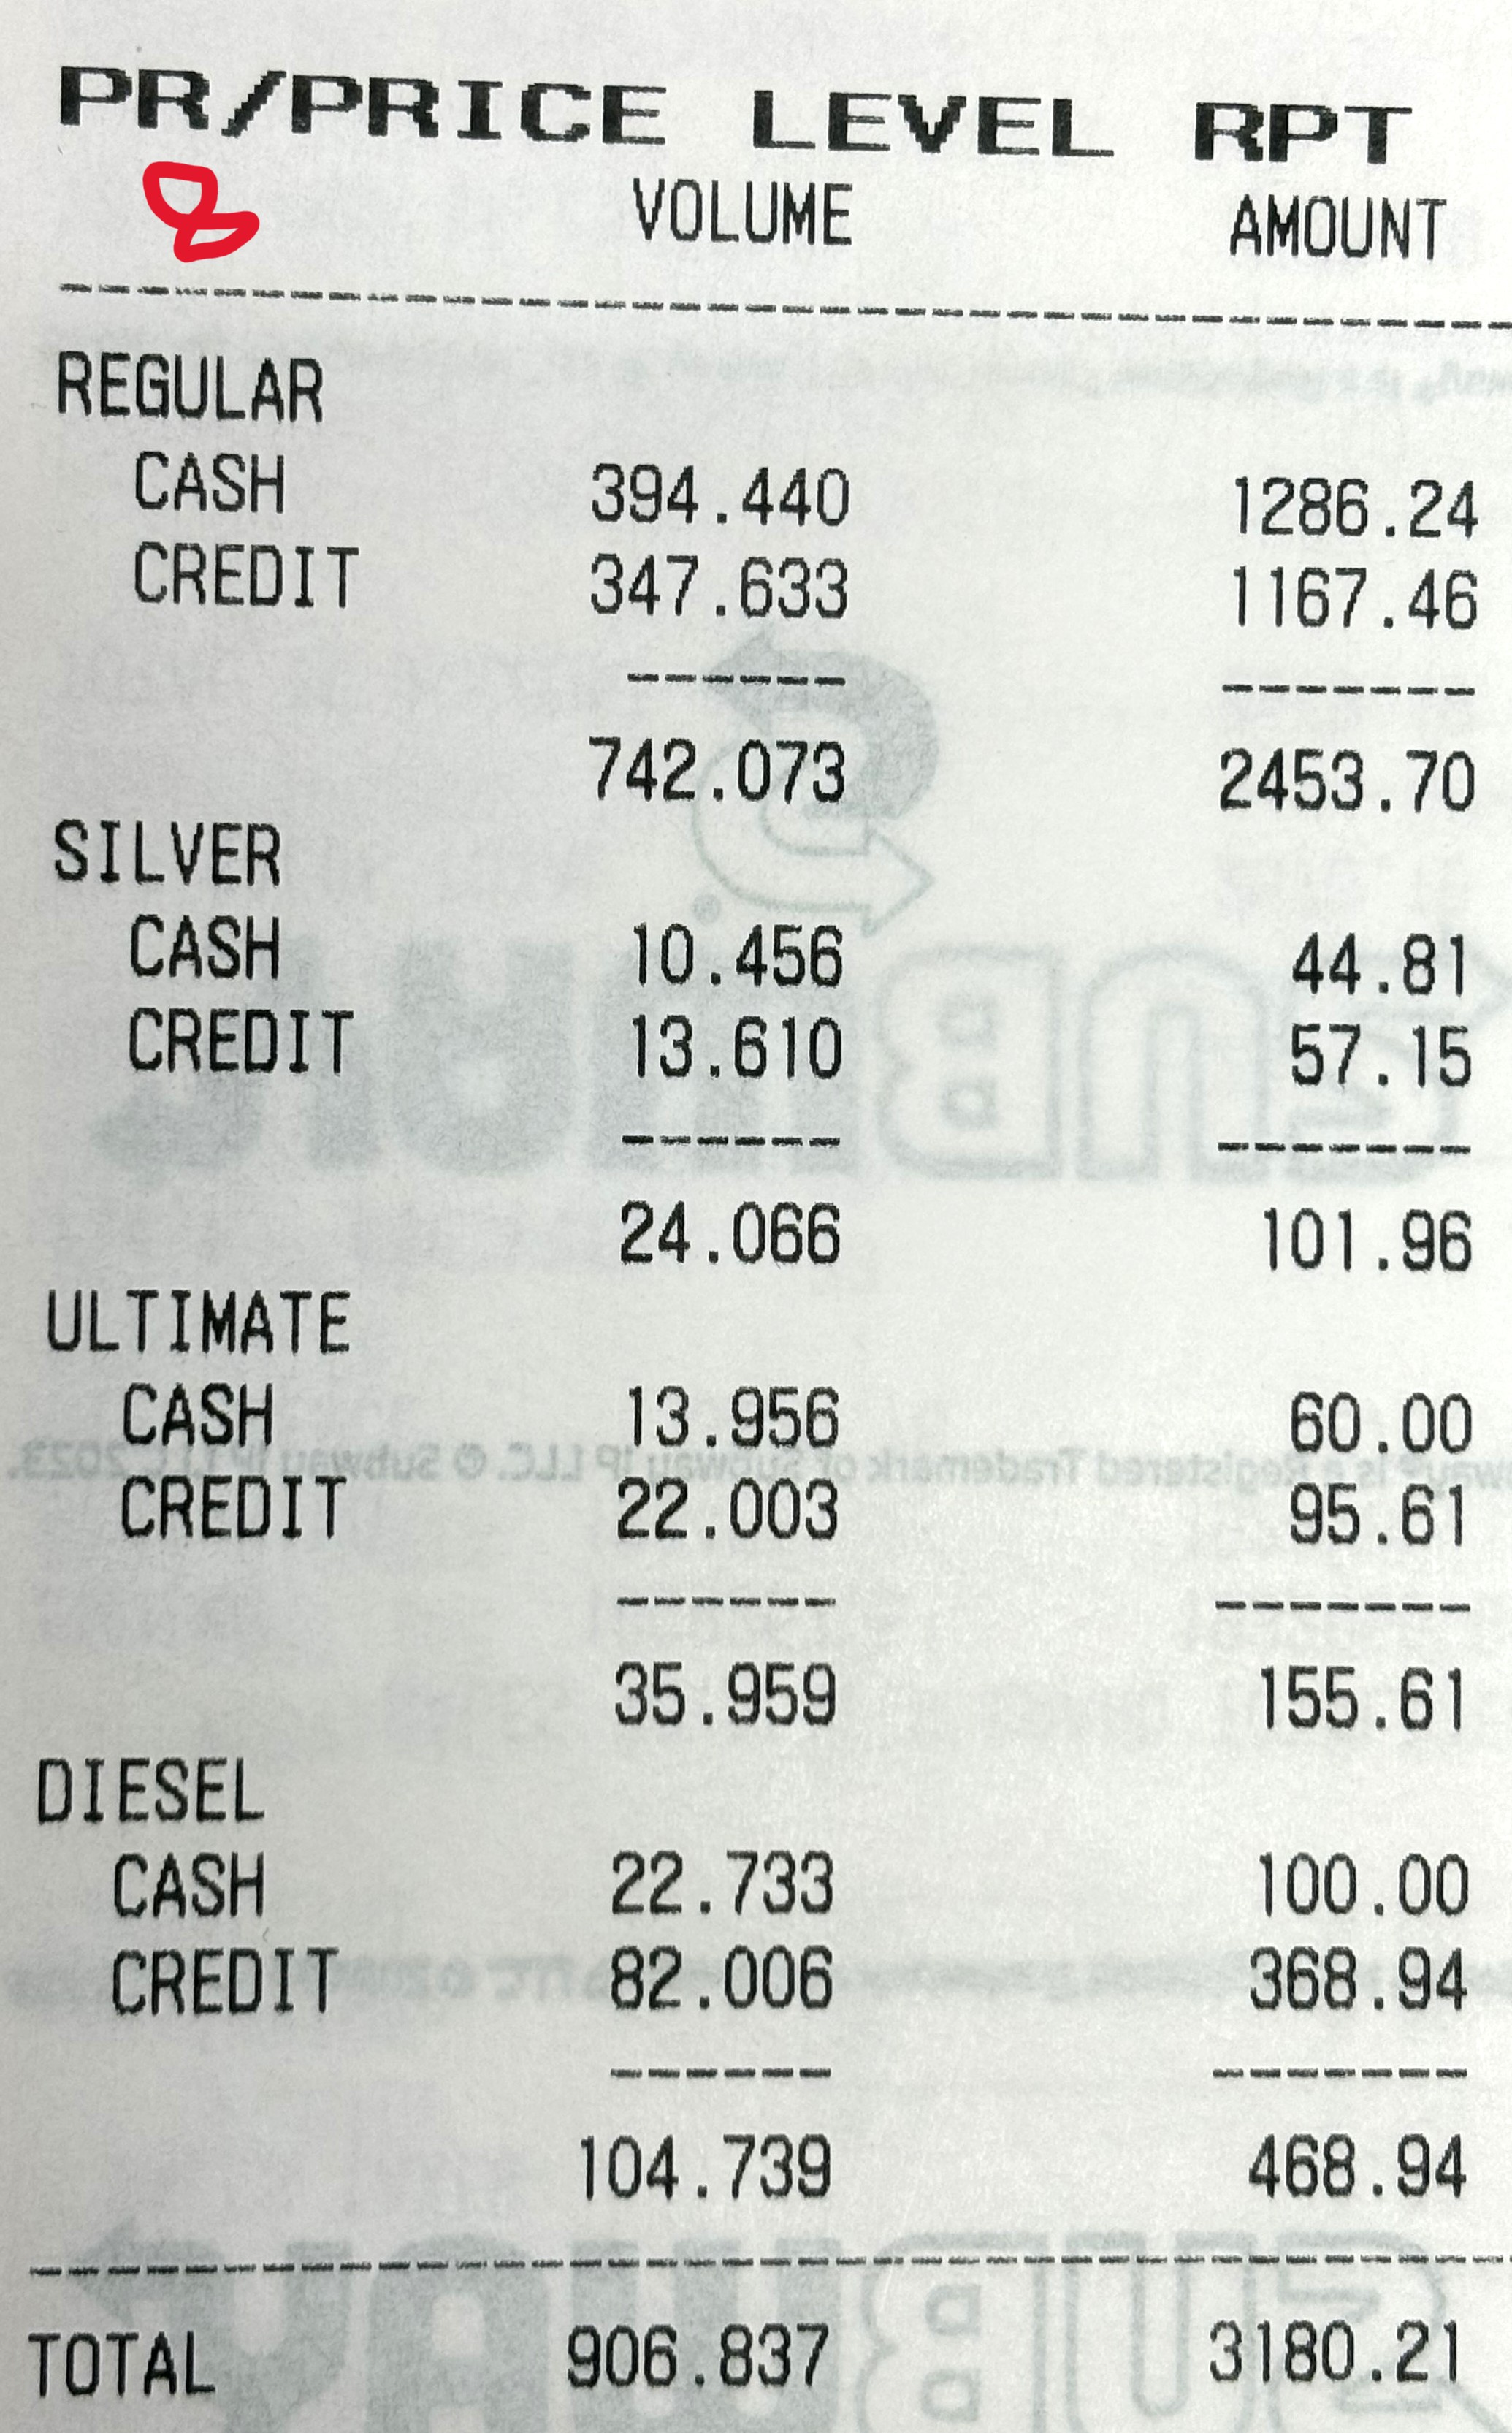 PR/PRICE LEVEL RPT
8 VOLUME AMOUNT
REGULAR
CASH 394.440 1286.24
CREDIT 347.633 1167.46
742.073 2453.70
SILVER
CASH 10.456 44.81
CREDIT 13.610 57.15
24.066 101.96
ULTIMATE
CASH 13.956 60.00
CREDIT 22.003 95.61
35.959 155.61
DIESEL
CASH 22.733 100.00
CREDIT 82.006 368.94
104.739 468.94
TOTAL 906.837 3180.21